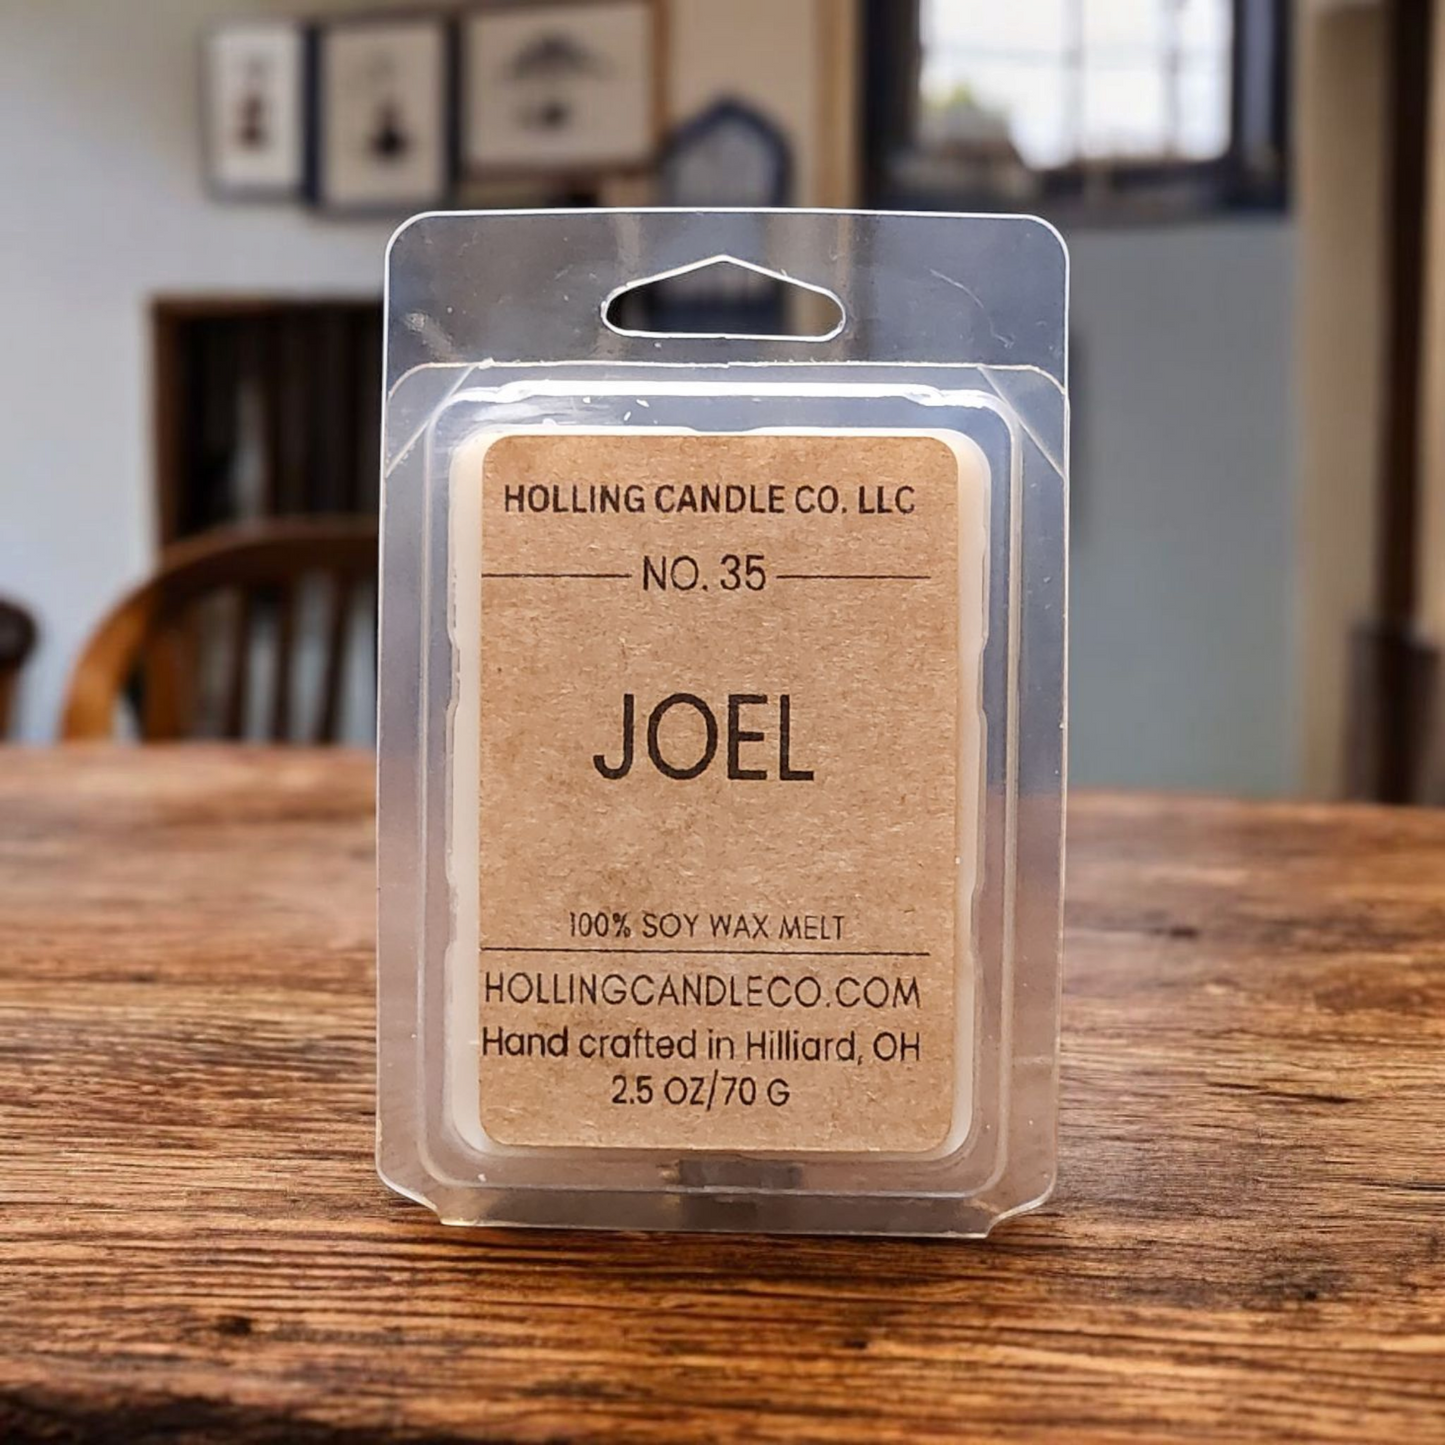 HOLLING CANDLE CO. LLC
NO. 35
JOEL
100% SOY WAX MELT
HOLLINGCANDLECO.COM
Hand crafted in Hilliard, OH
2.5 OZ/70 G